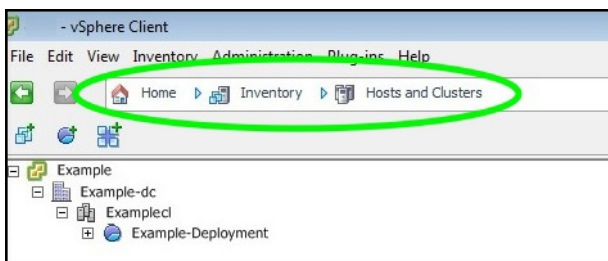 - vSphere Client
File Edit View Inventory Administration Plug-ins Help
Home Inventory Hosts and Clusters
Example
Example-dc
Examplecl
Example-Deployment